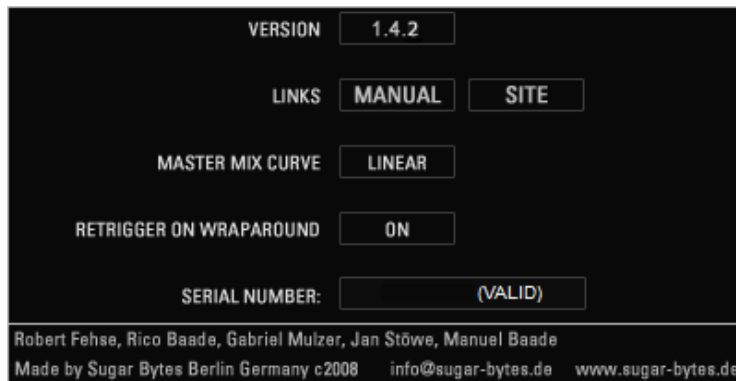 VERSION 1.4.2
LINKS MANUAL SITE
MASTER MIX CURVE LINEAR
RETRIGGER ON WRAPAROUND ON
SERIAL NUMBER: (VALID)
Robert Fehse, Rico Baade, Gabriel Mulzer, Jan Stöwe, Manuel Baade
Made by Sugar Bytes Berlin Germany c2008 info@sugar-bytes.de www.sugar-bytes.de